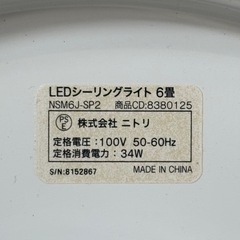 LEDシーリングライト 6畳
NSM6J-SP2 商品CD:8380125
PSE 株式会社 ニトリ
定格電圧:100V 50-60Hz
定格消費電力:34W
S/N:8152867 MADE IN CHINA